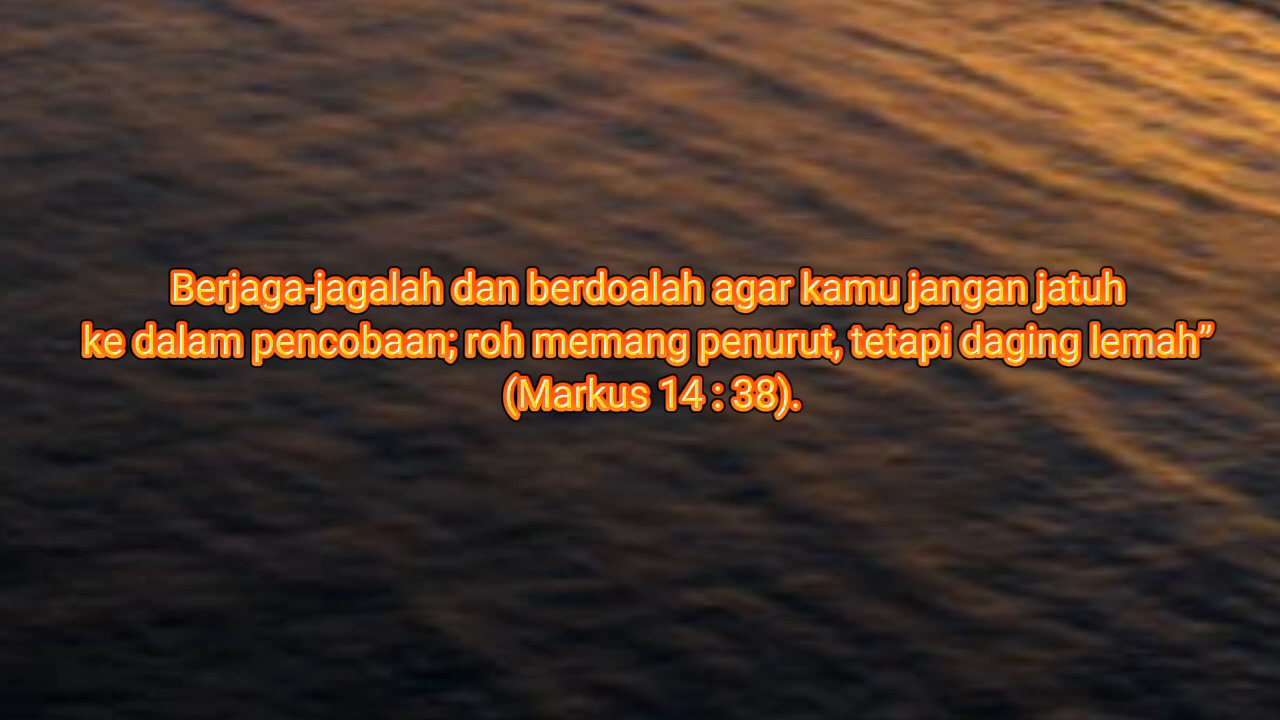 Berjaga-jagalah dan berdoalah agar kamu jangan jatuh
ke dalam pencobaan; roh memang penurut, tetapi daging lemah”
(Markus 14 : 38).